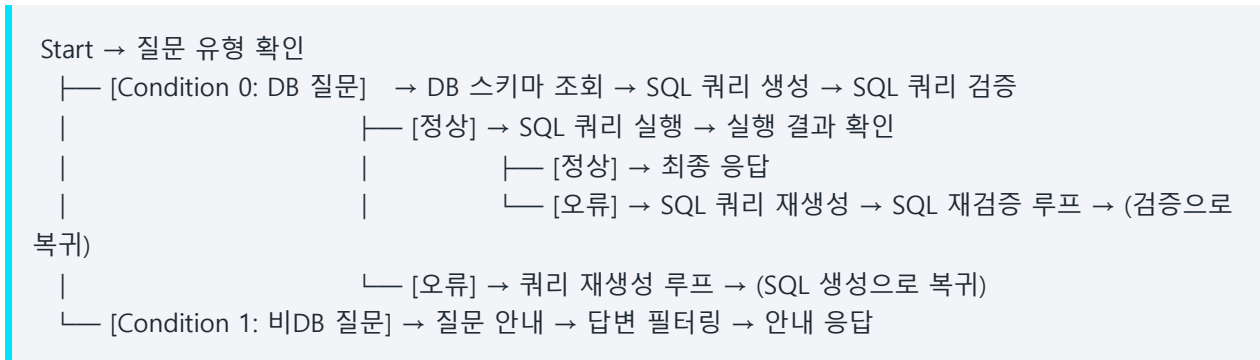 Start → 질문 유형 확인
├── [Condition 0: DB 질문] → DB 스키마 조회 → SQL 쿼리 생성 → SQL 쿼리 검증
│ ├── [정상] → SQL 쿼리 실행 → 실행 결과 확인
│ │ ├── [정상] → 최종 응답
│ │ └── [오류] → SQL 쿼리 재생성 → SQL 재검증 루프 → (검증으로
복귀)
│ └── [오류] → 쿼리 재생성 루프 → (SQL 생성으로 복귀)
└── [Condition 1: 비DB 질문] → 질문 안내 → 답변 필터링 → 안내 응답